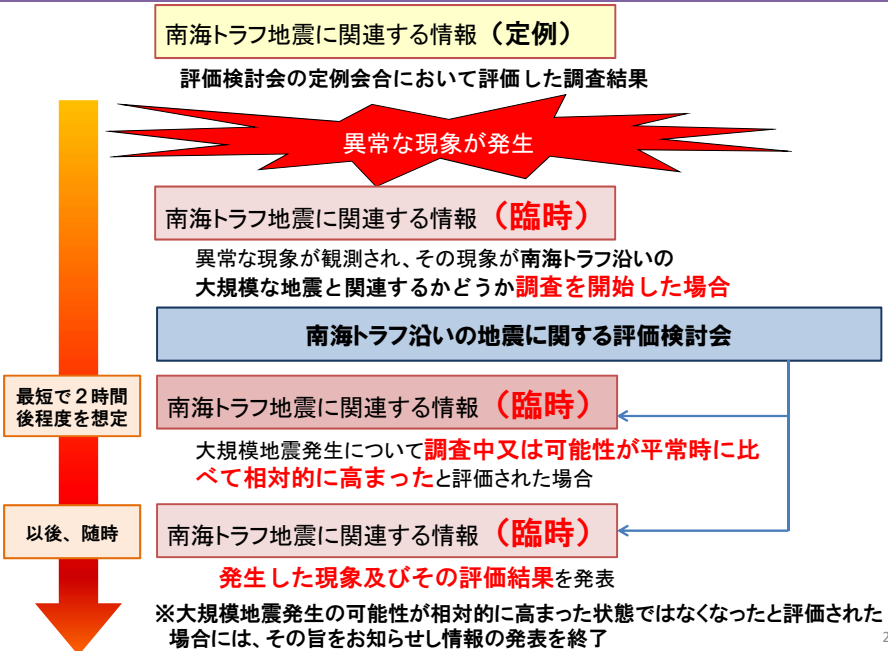 南海トラフ地震に関連する情報（定例）
評価検討会の定例会合において評価した調査結果
異常な現象が発生
南海トラフ地震に関連する情報（臨時）
異常な現象が観測され、その現象が南海トラフ沿いの
大規模な地震と関連するかどうか調査を開始した場合
南海トラフ沿いの地震に関する評価検討会
最短で２時間
後程度を想定
南海トラフ地震に関連する情報（臨時）
大規模地震発生について調査中又は可能性が平常時に比
べて相対的に高まったと評価された場合
以後、随時
南海トラフ地震に関連する情報（臨時）
発生した現象及びその評価結果を発表
※大規模地震発生の可能性が相対的に高まった状態ではなくなったと評価された
場合には、その旨をお知らせし情報の発表を終了
2